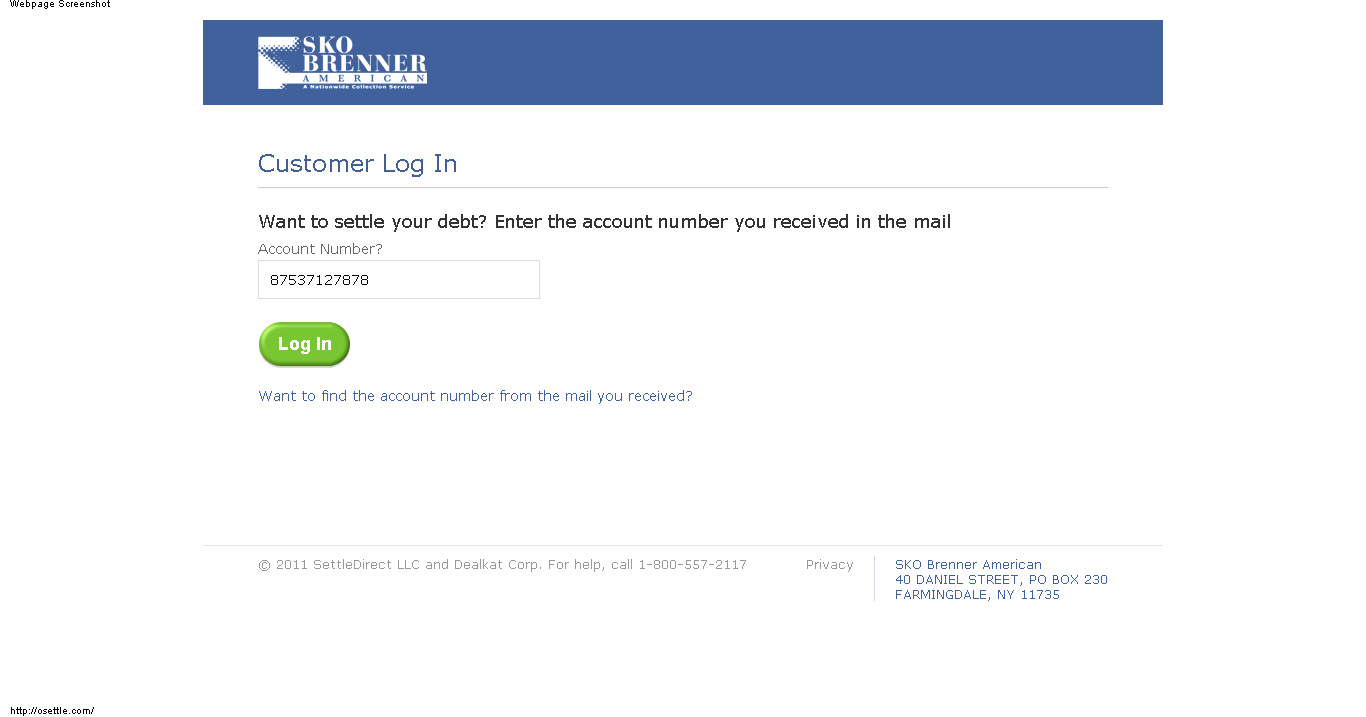 Webpage Screenshot
SKO
BRENNER
AMERICAN
A Nationwide Collection Service
Customer Log In
Want to settle your debt? Enter the account number you received in the mail
Account Number?
87537127878
Log In
Want to find the account number from the mail you received?
© 2011 SettleDirect LLC and Dealkat Corp. For help, call 1-800-557-2117
Privacy
SKO Brenner American
40 DANIEL STREET, PO BOX 230
FARMINGDALE, NY 11735
http://osettle.com/